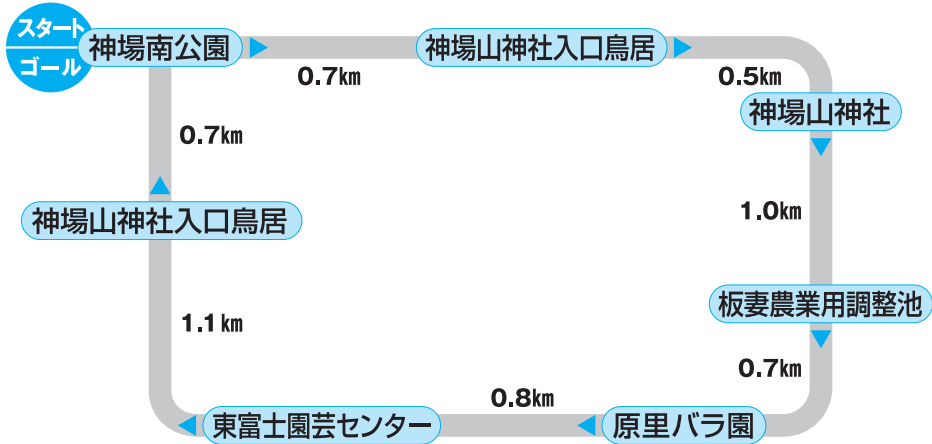 スタート
ゴール
神場南公園
0.7km
神場山神社入口鳥居
0.5km
神場山神社
1.0km
板妻農業用調整池
0.7km
原里バラ園
0.8km
東富士園芸センター
1.1km
神場山神社入口鳥居
0.7km